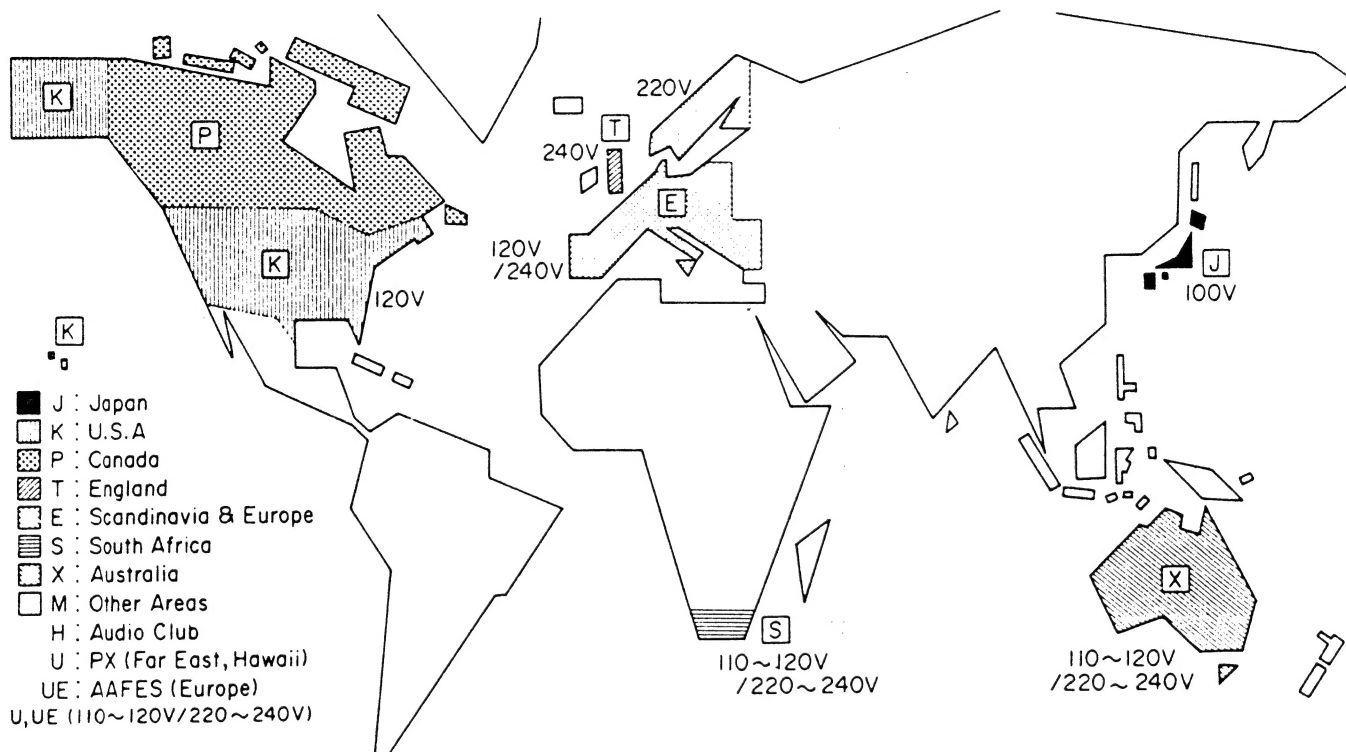 K
P
T
220V
240V
E
120V
/240V
K
120V
J
100V
K
J : Japan
K : U.S.A
P : Canada
T : England
E : Scandinavia & Europe
S : South Africa
X : Australia
M : Other Areas
H : Audio Club
U : PX (Far East, Hawaii)
UE : AAFES (Europe)
U,UE (110~120V/220~240V)
S
110~120V
/220~240V
X
110~120V
/220~240V